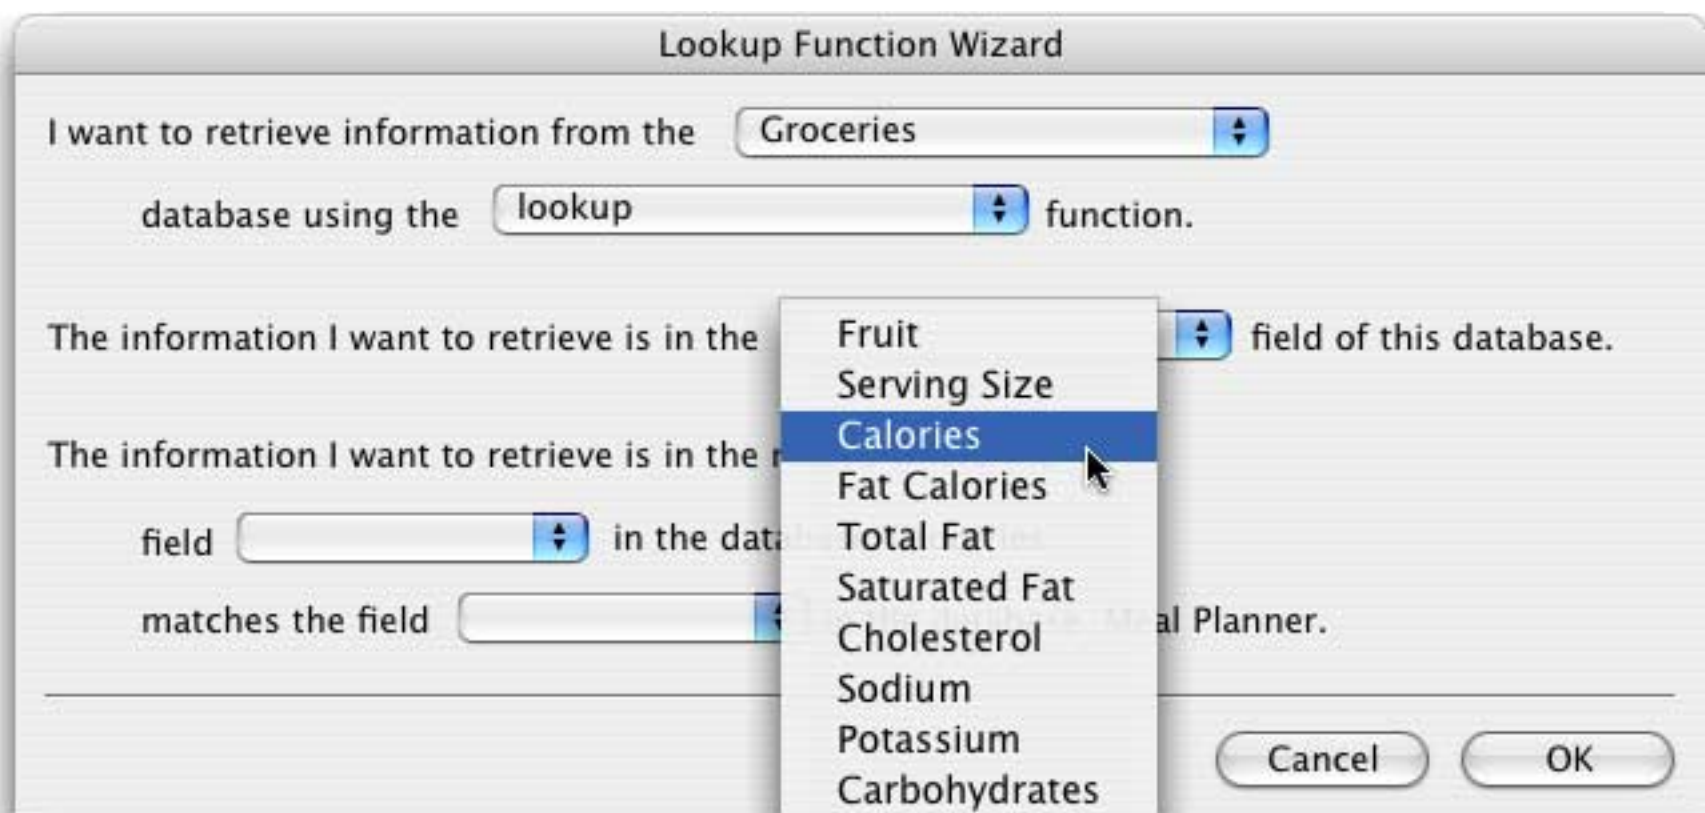 Lookup Function Wizard
I want to retrieve information from the Groceries
database using the lookup function.
The information I want to retrieve is in the field of this database.
Fruit
Serving Size
Calories
Fat Calories
Total Fat
Saturated Fat
Cholesterol
Sodium
Potassium
Carbohydrates
The information I want to retrieve is in the
field in the
matches the field Planner.
Cancel OK